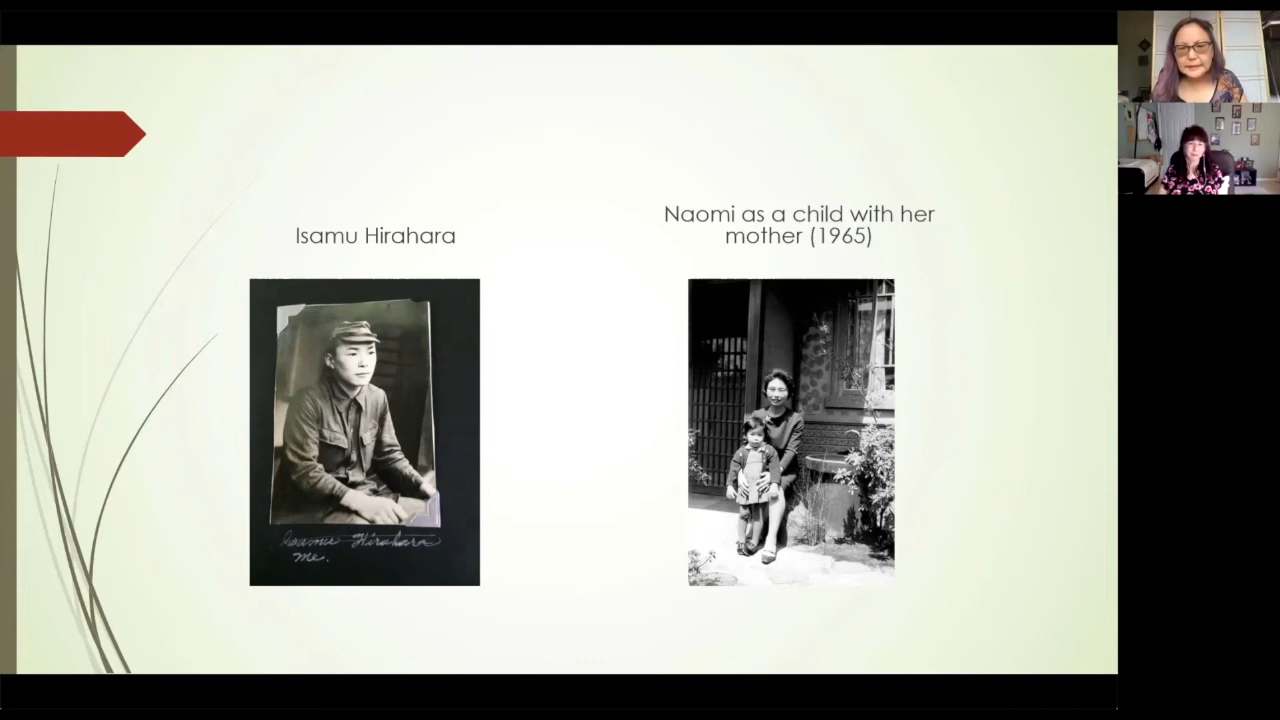 Isamu Hirahara
Naomi as a child with her
mother (1965)
Isamu Hirahara
me.